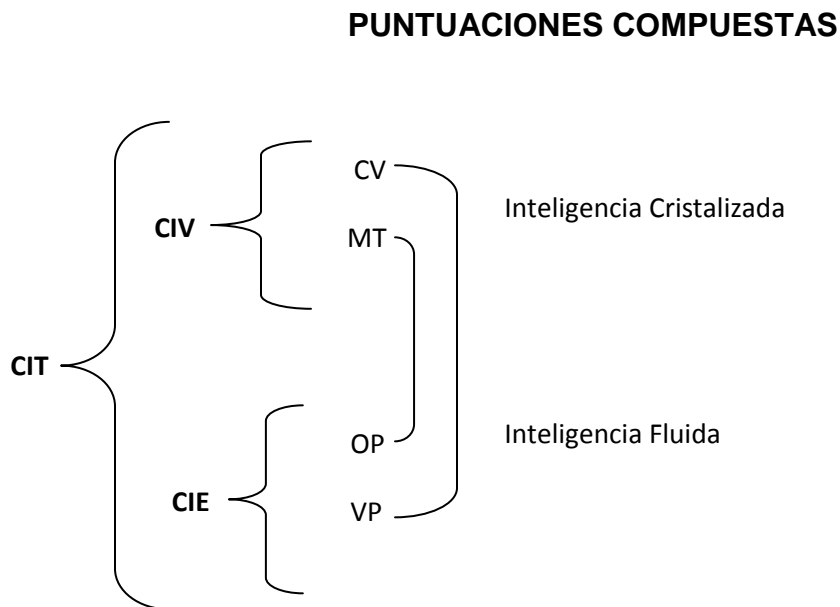 PUNTUACIONES COMPUESTAS
CV
Inteligencia Cristalizada
CIV
MT
CIT
OP
Inteligencia Fluida
CIE
VP